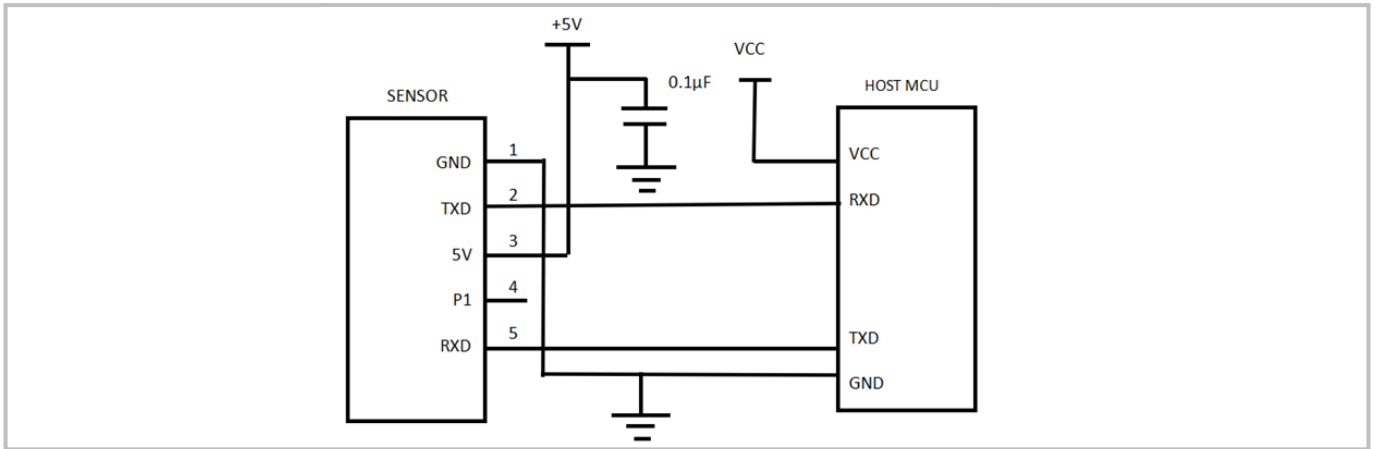 +5V
VCC
0.1µF
HOST MCU
SENSOR
1
GND
VCC
2
TXD
RXD
3
5V
4
P1
5
RXD
TXD
GND